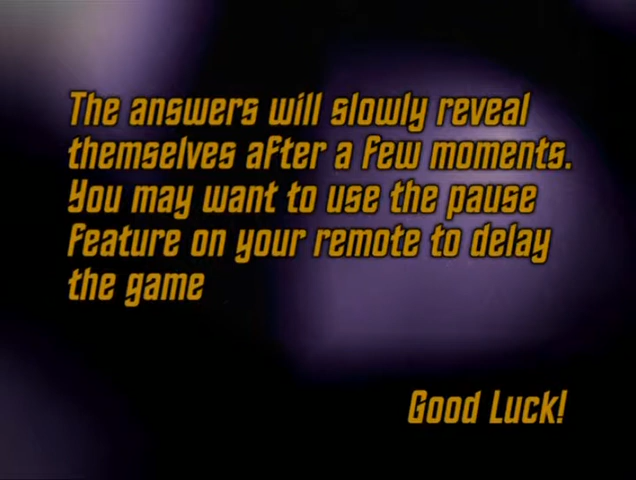 The answers will slowly reveal
themselves after a few moments.
You may want to use the pause
feature on your remote to delay
the game
Good Luck!